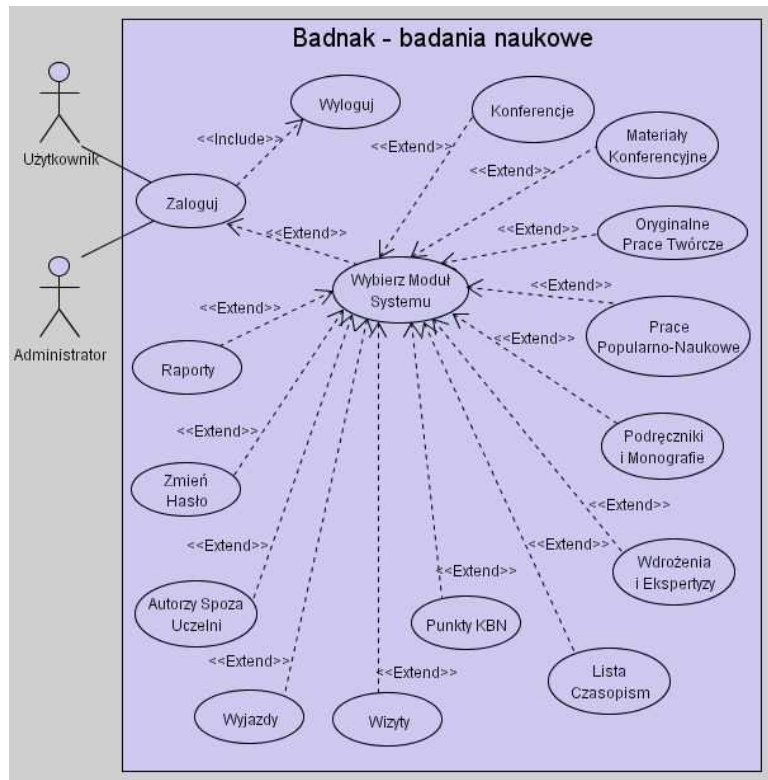 Badnak - badania naukowe
Użytkownik
Administrator
Zaloguj
Wyloguj
<<Include>>
<<Extend>>
Wybierz Moduł
Systemu
Konferencje
<<Extend>>
Materiały
Konferencyjne
<<Extend>>
Oryginalne
Prace Twórcze
<<Extend>>
Prace
Popularno-Naukowe
<<Extend>>
Podręczniki
i Monografie
<<Extend>>
Wdrożenia
i Ekspertyzy
<<Extend>>
Lista
Czasopism
<<Extend>>
Punkty KBN
<<Extend>>
Wizyty
<<Extend>>
Wyjazdy
<<Extend>>
Autorzy Spoza
Uczelni
<<Extend>>
Zmień
Hasło
<<Extend>>
Raporty
<<Extend>>